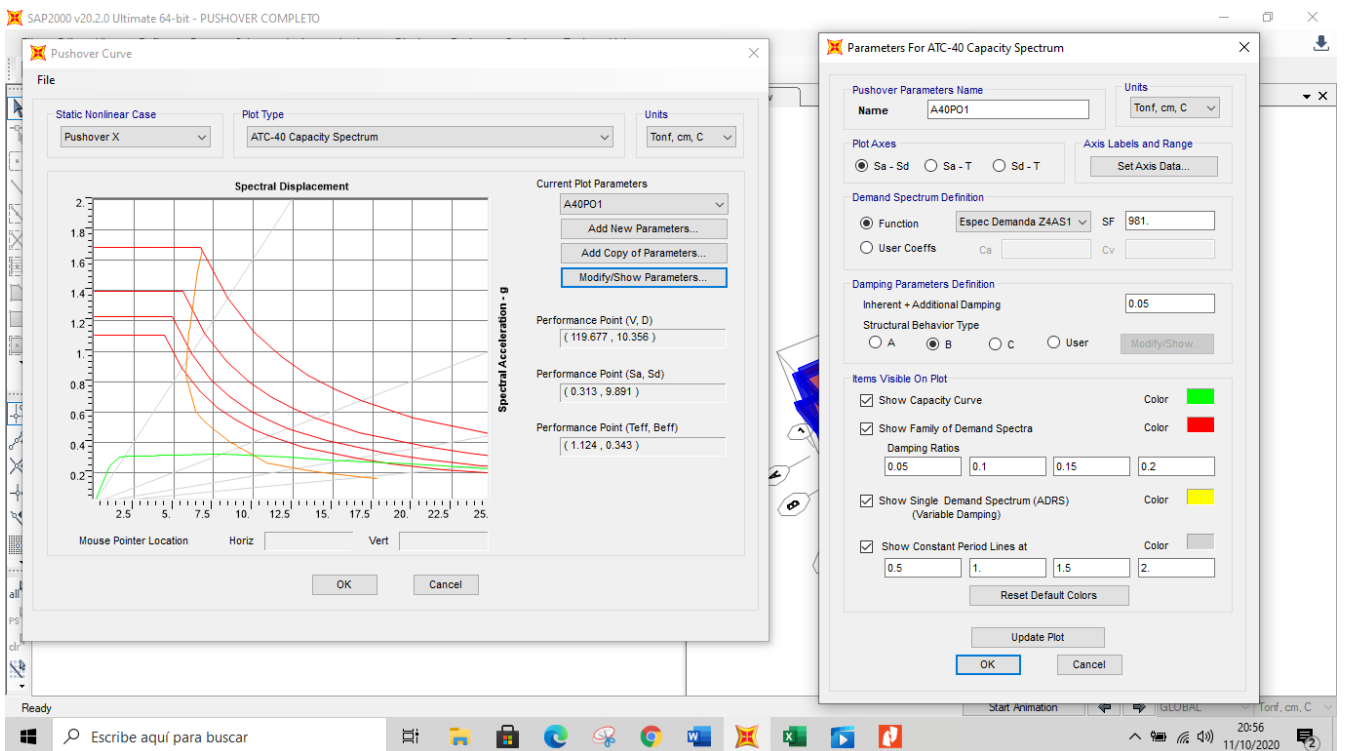 SAP2000 v20.2.0 Ultimate 64-bit - PUSHOVER COMPLETO
Pushover Curve
File
Static Nonlinear Case
Pushover X
Plot Type
ATC-40 Capacity Spectrum
Units
Tonf, cm, C
Spectral Displacement
2.
1.8
1.6
1.4
1.2
1.
0.8
0.6
0.4
0.2
2.5 5. 7.5 10. 12.5 15. 17.5 20. 22.5 25.
Spectral Acceleration - g
Mouse Pointer Location Horiz Vert
Current Plot Parameters
A40PO1
Add New Parameters...
Add Copy of Parameters...
Modify/Show Parameters...
Performance Point (V, D)
( 119.677 , 10.356 )
Performance Point (Sa, Sd)
( 0.313 , 9.891 )
Performance Point (Teff, Beff)
( 1.124 , 0.343 )
OK Cancel
Parameters For ATC-40 Capacity Spectrum
Pushover Parameters Name
Name A40PO1
Units
Tonf, cm, C
Plot Axes
Sa - Sd Sa - T Sd - T
Axis Labels and Range
Set Axis Data...
Demand Spectrum Definition
Function Espec Demanda Z4AS1 SF 981.
User Coeffs Ca Cv
Damping Parameters Definition
Inherent + Additional Damping 0.05
Structural Behavior Type
A B C User Modify/Show...
Items Visible On Plot
Show Capacity Curve Color
Show Family of Demand Spectra Color
Damping Ratios
0.05 0.1 0.15 0.2
Show Single Demand Spectrum (ADRS) Color
(Variable Damping)
Show Constant Period Lines at Color
0.5 1. 1.5 2.
Reset Default Colors
Update Plot
OK Cancel
1
A
B
all
PS
clr
Ready
Start Animation GLOBAL Tonf, cm, C
Escribe aquí para buscar
20:56
11/10/2020
2